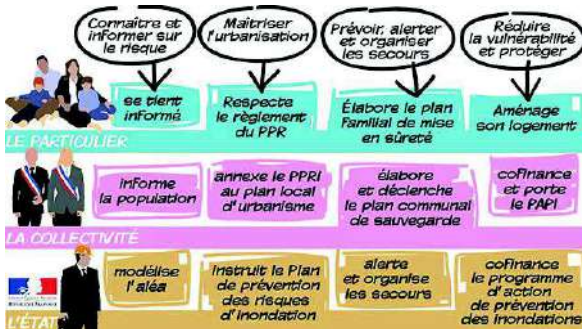 Connaître et
informer sur
le risque
Maîtriser
l'urbanisation
Prévoir, alerter
et organiser
les secours
Réduire
la vulnérabilité
et protéger
se tient
informé
Respecte
le règlement
du PPR
Élabore le plan
Familial de mise
en sûreté
Aménage
son logement
LE PARTICULIER
informe
la population
annexe le PPRI
au plan local
d'urbanisme
élabore
et déclenche
le plan communal
de sauvegarde
cofinance
et porte
le PAPI
LA COLLECTIVITÉ
modélise
l'aléa
instruit le Plan
de prévention
des risques
d'inondation
alerte
et organise
les secours
cofinance
le programme
d'action
de prévention
des inondations
L'ÉTAT